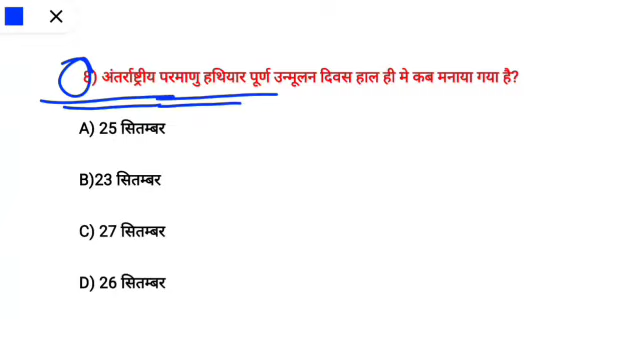 8) अंतर्राष्ट्रीय परमाणु हथियार पूर्ण उन्मूलन दिवस हाल ही मे कब मनाया गया है?
A) 25 सितम्बर
B)23 सितम्बर
C) 27 सितम्बर
D) 26 सितम्बर